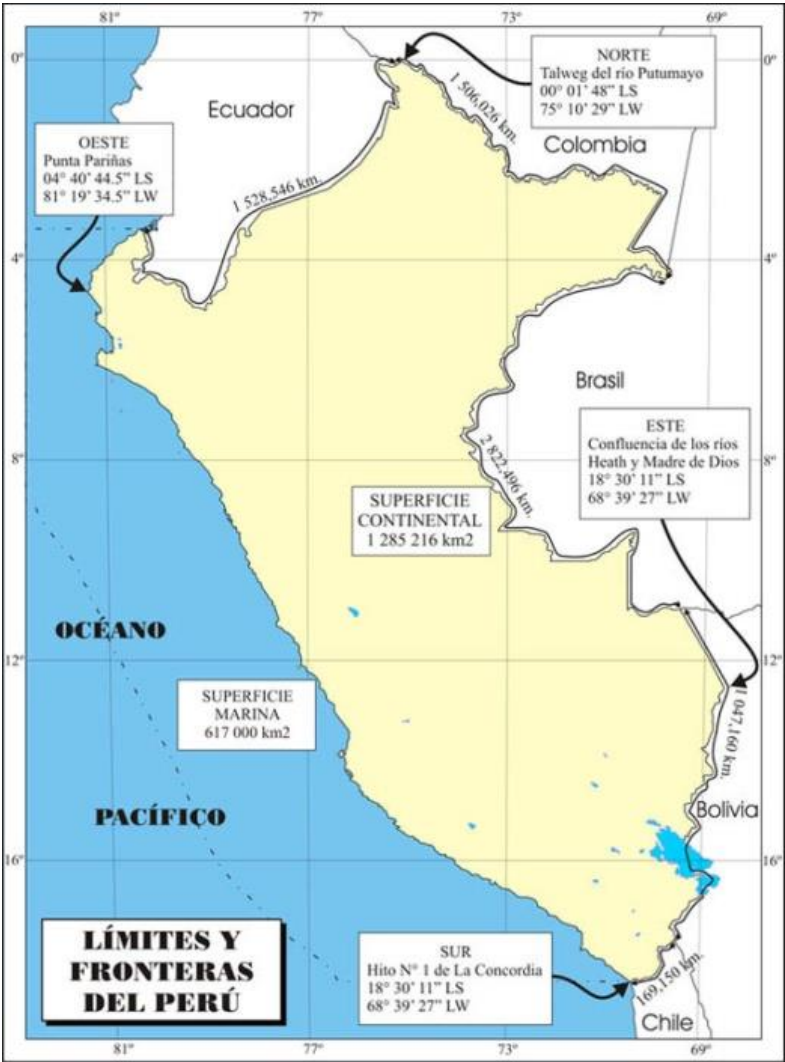 81°
77°
73°
69°
0°
0°
NORTE
Talweg del río Putumayo
00° 01' 48” LS
75° 10' 29” LW
Ecuador
1 506,026 km.
Colombia
OESTE
Punta Pariñas
04° 40' 44.5” LS
81° 19' 34.5” LW
1 528,546 km.
4°
4°
Brasil
ESTE
Confluencia de los ríos
Heath y Madre de Dios
18° 30' 11” LS
68° 39' 27” LW
8°
8°
2 822,496 km.
SUPERFICIE
CONTINENTAL
1 285 216 km2
OCÉANO
12°
12°
SUPERFICIE
MARINA
617 000 km2
1 047,160 km.
PACÍFICO
Bolivia
16°
16°
LÍMITES Y
FRONTERAS
DEL PERÚ
SUR
Hito N° 1 de La Concordia
18° 30' 11” LS
68° 39' 27” LW
169,150 km.
Chile
81°
77°
73°
69°